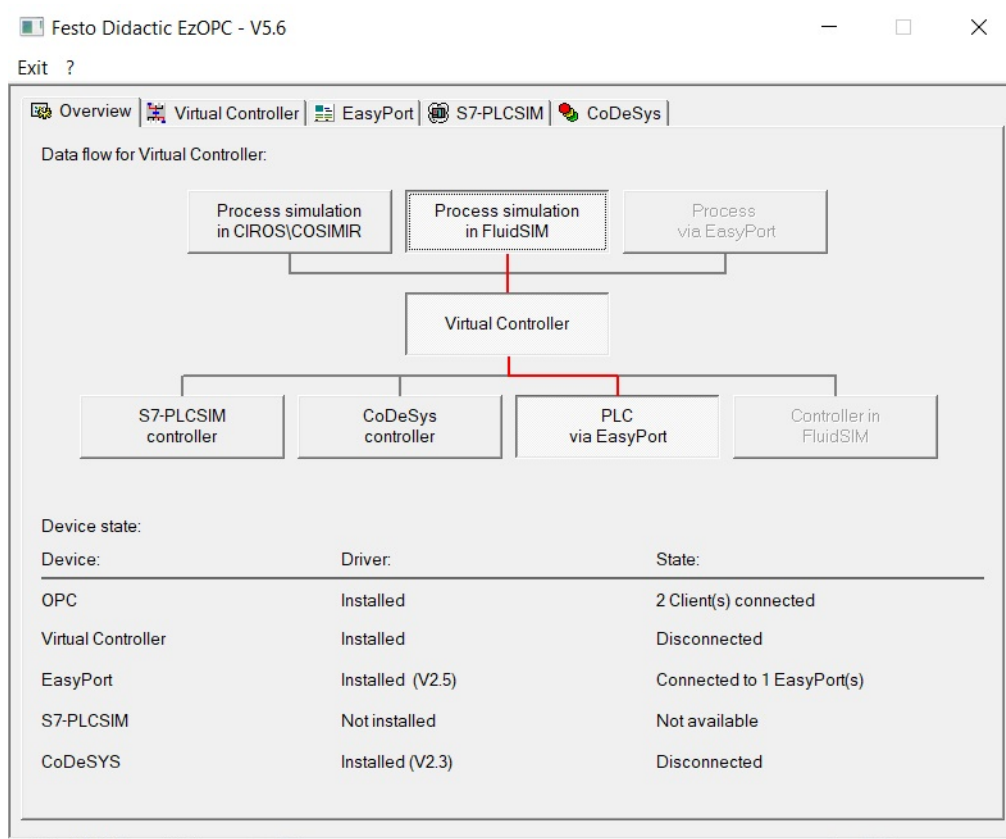 Festo Didactic EzOPC - V5.6
Exit ?
Overview Virtual Controller EasyPort S7-PLCSIM CoDeSys
Data flow for Virtual Controller:
Process simulation
in CIROS\COSIMIR
Process simulation
in FluidSIM
Process
via EasyPort
Virtual Controller
S7-PLCSIM
controller
CoDeSys
controller
PLC
via EasyPort
Controller in
FluidSIM
Device state:
Device: Driver: State:
OPC Installed 2 Client(s) connected
Virtual Controller Installed Disconnected
EasyPort Installed (V2.5) Connected to 1 EasyPort(s)
S7-PLCSIM Not installed Not available
CoDeSYS Installed (V2.3) Disconnected